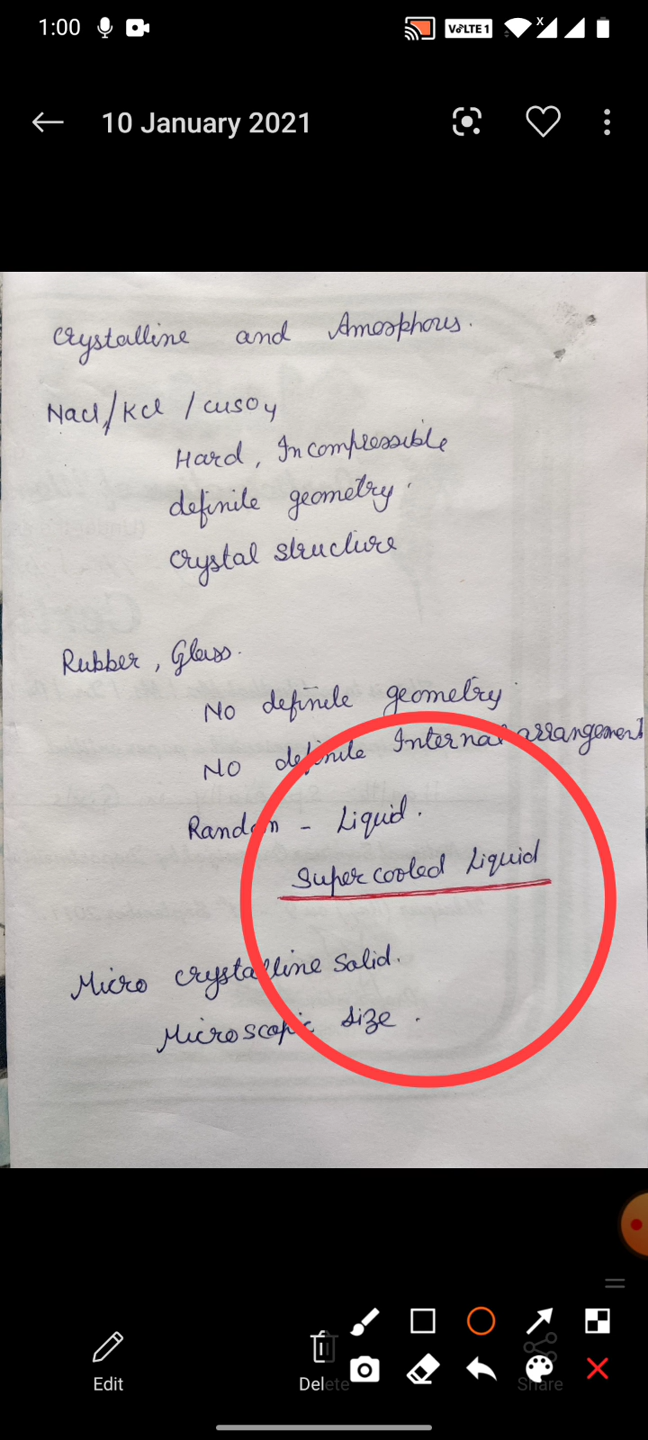 1:00
VoLTE 1
x
10 January 2021
Crystalline and Amorphous.
Nacl/Kcl / cuso4
Hard, Incompressible
definite geometry.
crystal structure
Rubber, Glass.
No definite geometry.
No definite Internal arrangement
Random - Liquid.
Supercooled Liquid
Micro crystalline Solid.
Microscopic size.
Edit
Delete
Share